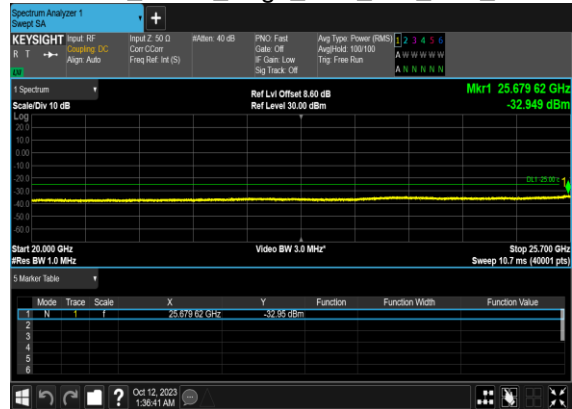 Spectrum Analyzer 1
Swept SA
+
KEYSIGHT Input: RF Input Z: 50 Ω #Atten: 40 dB PNO: Fast Avg Type: Power (RMS) 1 2 3 4 5 6
R T Coupling: DC Corr CCorr Gate: Off Avg|Hold: 100/100 A W W W W W
Align: Auto Freq Ref: Int (S) IF Gain: Low Trig: Free Run
Sig Track: Off A N N N N N
1 Spectrum Ref Lvl Offset 8.60 dB Mkr1 25.679 62 GHz
Scale/Div 10 dB Ref Level 30.00 dBm -32.949 dBm
Log
20.0
10.0
0.00
-10.0
-20.0
DL1 -25.00 1
-30.0
-40.0
-50.0
-60.0
Start 20.000 GHz Video BW 3.0 MHz* Stop 25.700 GHz
#Res BW 1.0 MHz Sweep 10.7 ms (40001 pts)
5 Marker Table
Mode Trace Scale X Y Function Function Width Function Value
1 N 1 f 25.679 62 GHz -32.95 dBm
2
3
4
5
6
? Oct 12, 2023
1:36:41 AM